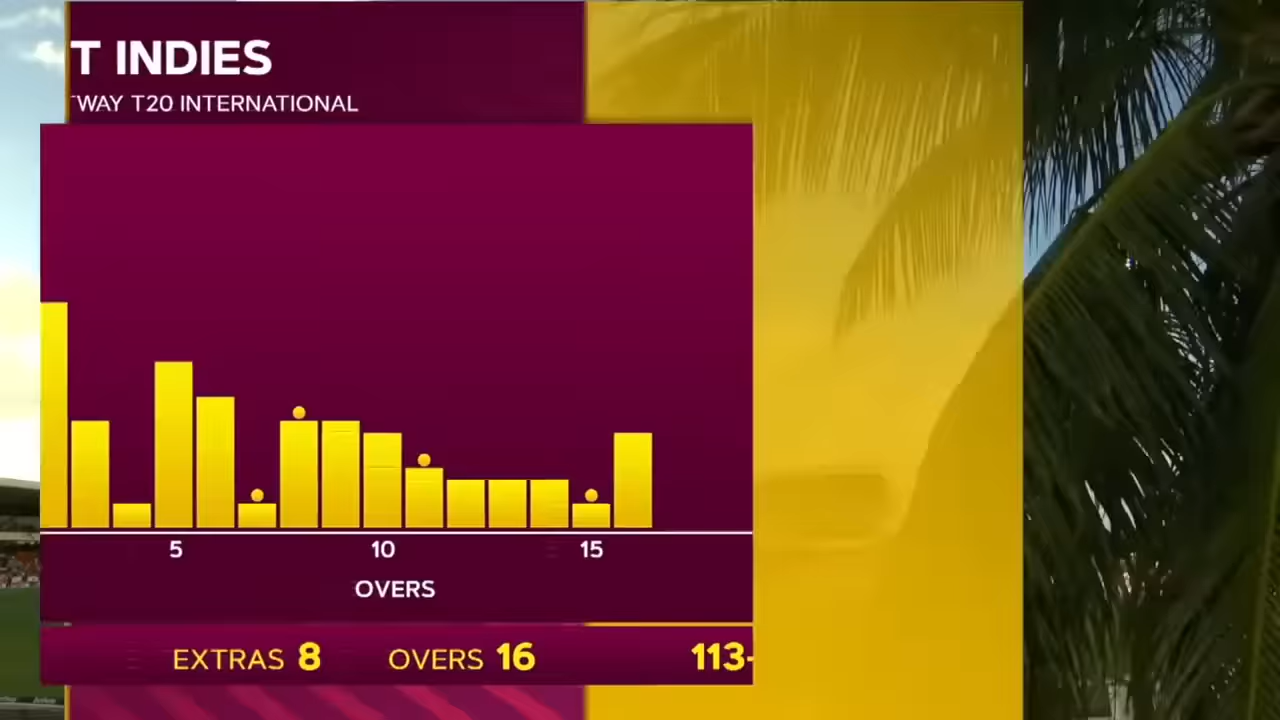 T INDIES
WAY T20 INTERNATIONAL
5 10 15
OVERS
EXTRAS 8 OVERS 16 113-